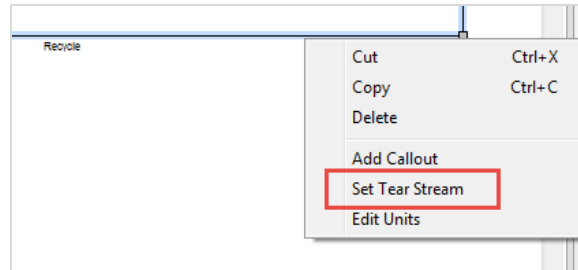 Recycle
Cut Ctrl+X
Copy Ctrl+C
Delete
Add Callout
Set Tear Stream
Edit Units